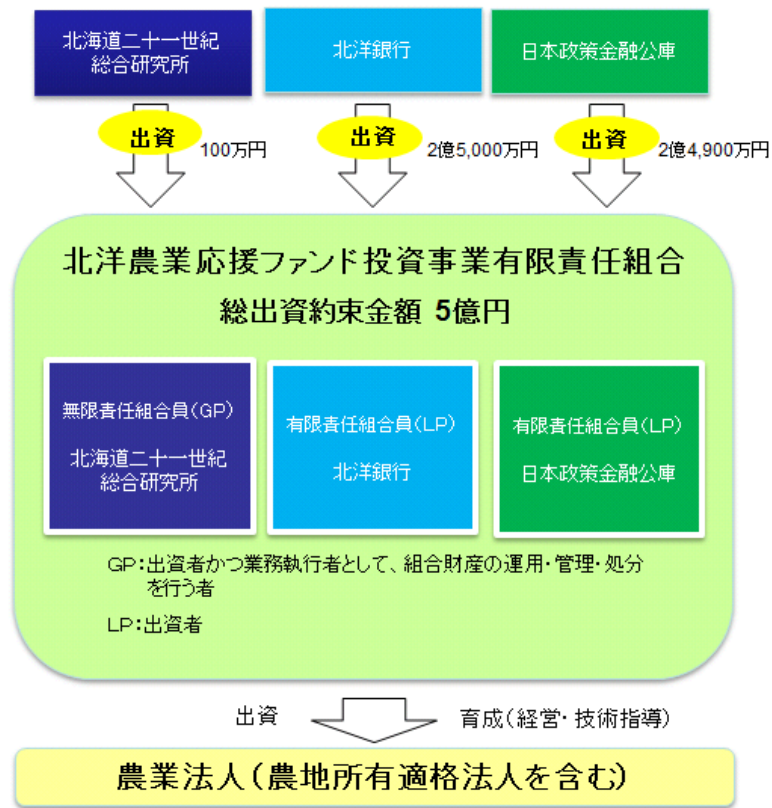 北海道二十一世紀
総合研究所
北洋銀行
日本政策金融公庫
出資
100万円
出資
2億5,000万円
出資
2億4,900万円
北洋農業応援ファンド投資事業有限責任組合
総出資約束金額 5億円
無限責任組合員(GP)
北海道二十一世紀
総合研究所
有限責任組合員(LP)
北洋銀行
有限責任組合員(LP)
日本政策金融公庫
GP:出資者かつ業務執行者として、組合財産の運用・管理・処分
を行う者
LP:出資者
出資
育成(経営・技術指導)
農業法人(農地所有適格法人を含む)